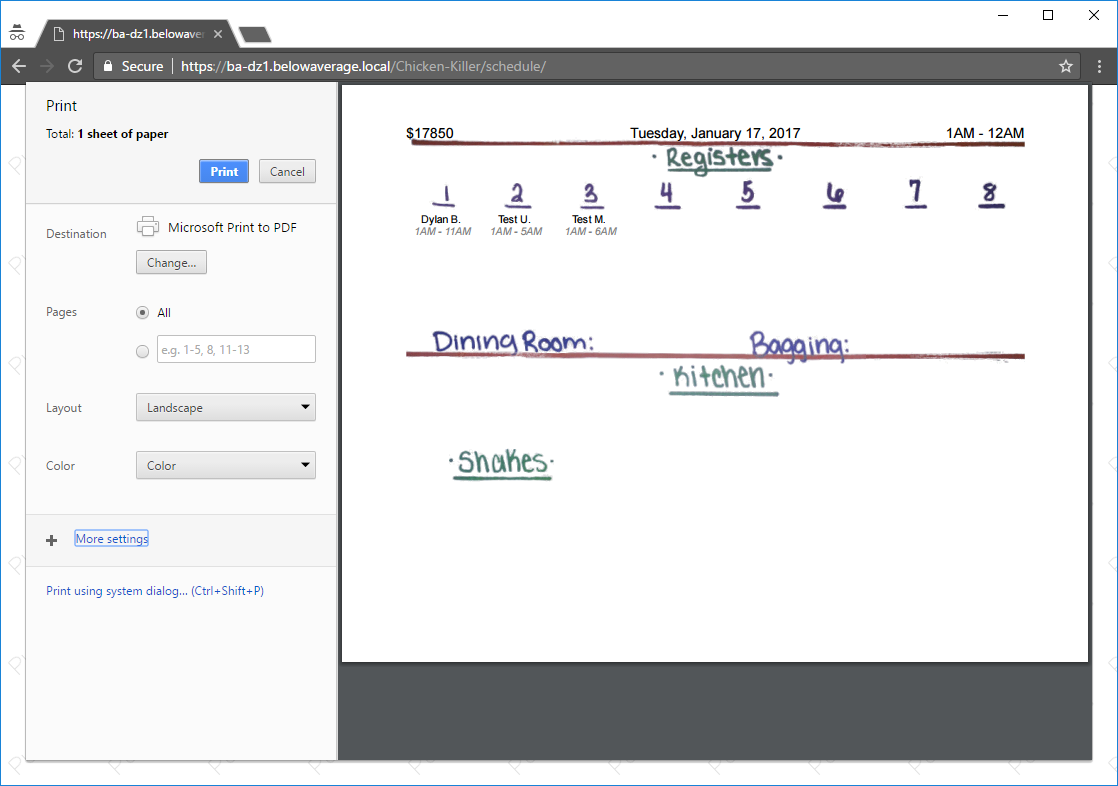 https://ba-dz1.belowaver
Secure https://ba-dz1.belowaverage.local/Chicken-Killer/schedule/
Print
Total: 1 sheet of paper
Print Cancel
Destination Microsoft Print to PDF
Change...
Pages All
e.g. 1-5, 8, 11-13
Layout Landscape
Color Color
More settings
Print using system dialog... (Ctrl+Shift+P)
$17850 Tuesday, January 17, 2017 1AM - 12AM
· Registers ·
1 2 3 4 5 6 7 8
Dylan B. Test U. Test M.
1AM - 11AM 1AM - 5AM 1AM - 6AM
Dining Room: Bagging:
· Kitchen ·
· Shakes ·